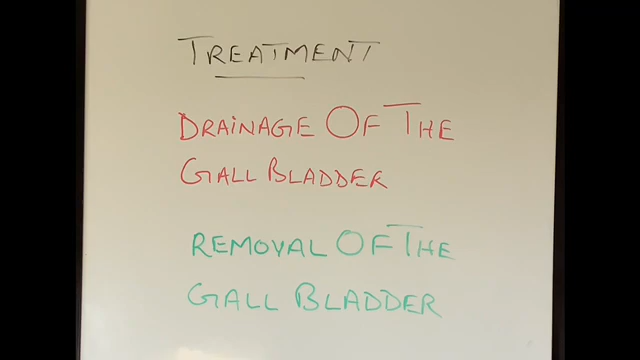 TREATMENT
DRAINAGE OF THE
GALL BLADDER
REMOVAL OF THE
GALL BLADDER